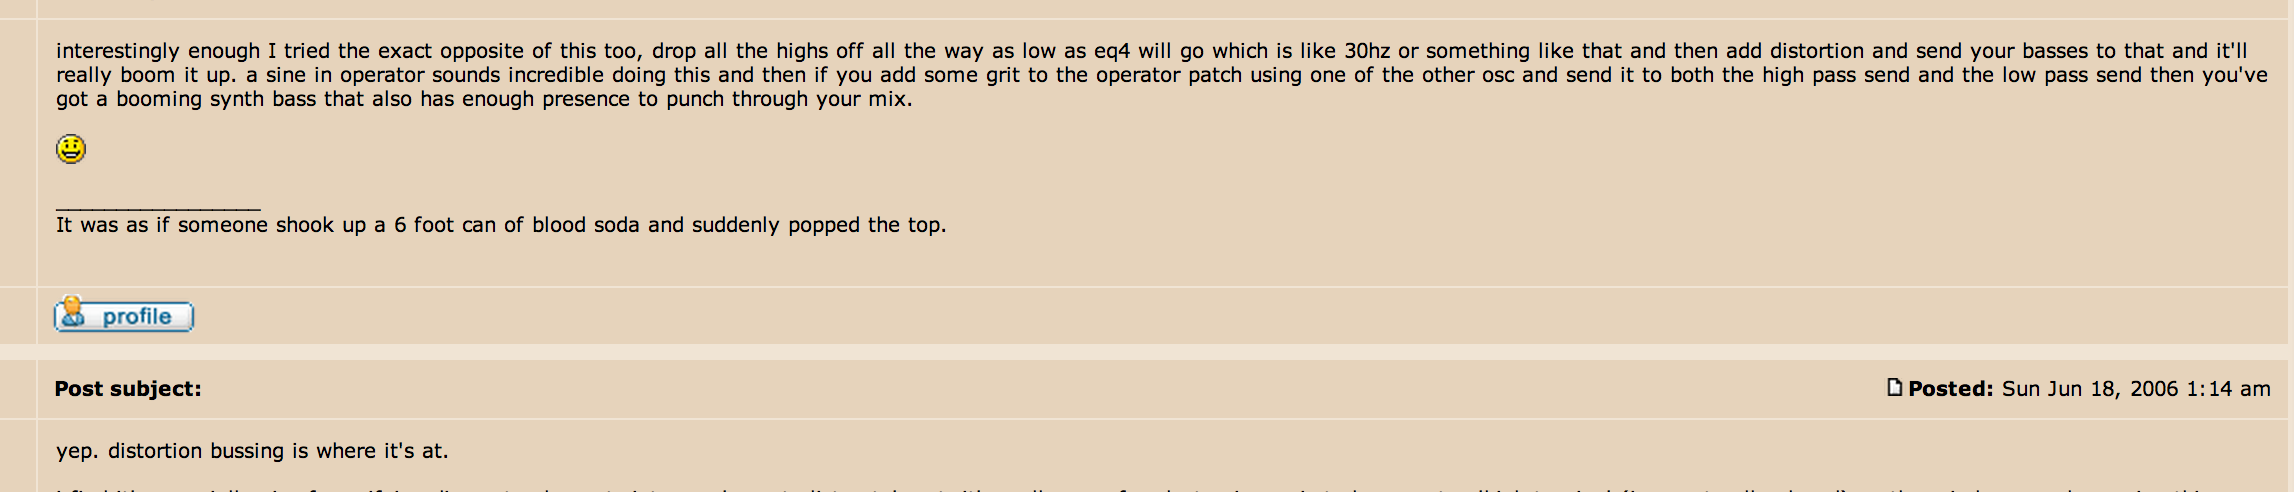 interestingly enough I tried the exact opposite of this too, drop all the highs off all the way as low as eq4 will go which is like 30hz or something like that and then add distortion and send your basses to that and it'll
really boom it up. a sine in operator sounds incredible doing this and then if you add some grit to the operator patch using one of the other osc and send it to both the high pass send and the low pass send then you've
got a booming synth bass that also has enough presence to punch through your mix.
_________________
It was as if someone shook up a 6 foot can of blood soda and suddenly popped the top.
profile
Post subject:
Posted: Sun Jun 18, 2006 1:14 am
yep. distortion bussing is where it's at.